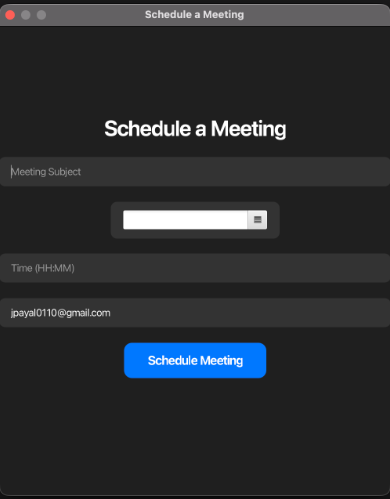 Schedule a Meeting
Schedule a Meeting
Meeting Subject
Time (HH:MM)
jpayal0110@gmail.com
Schedule Meeting